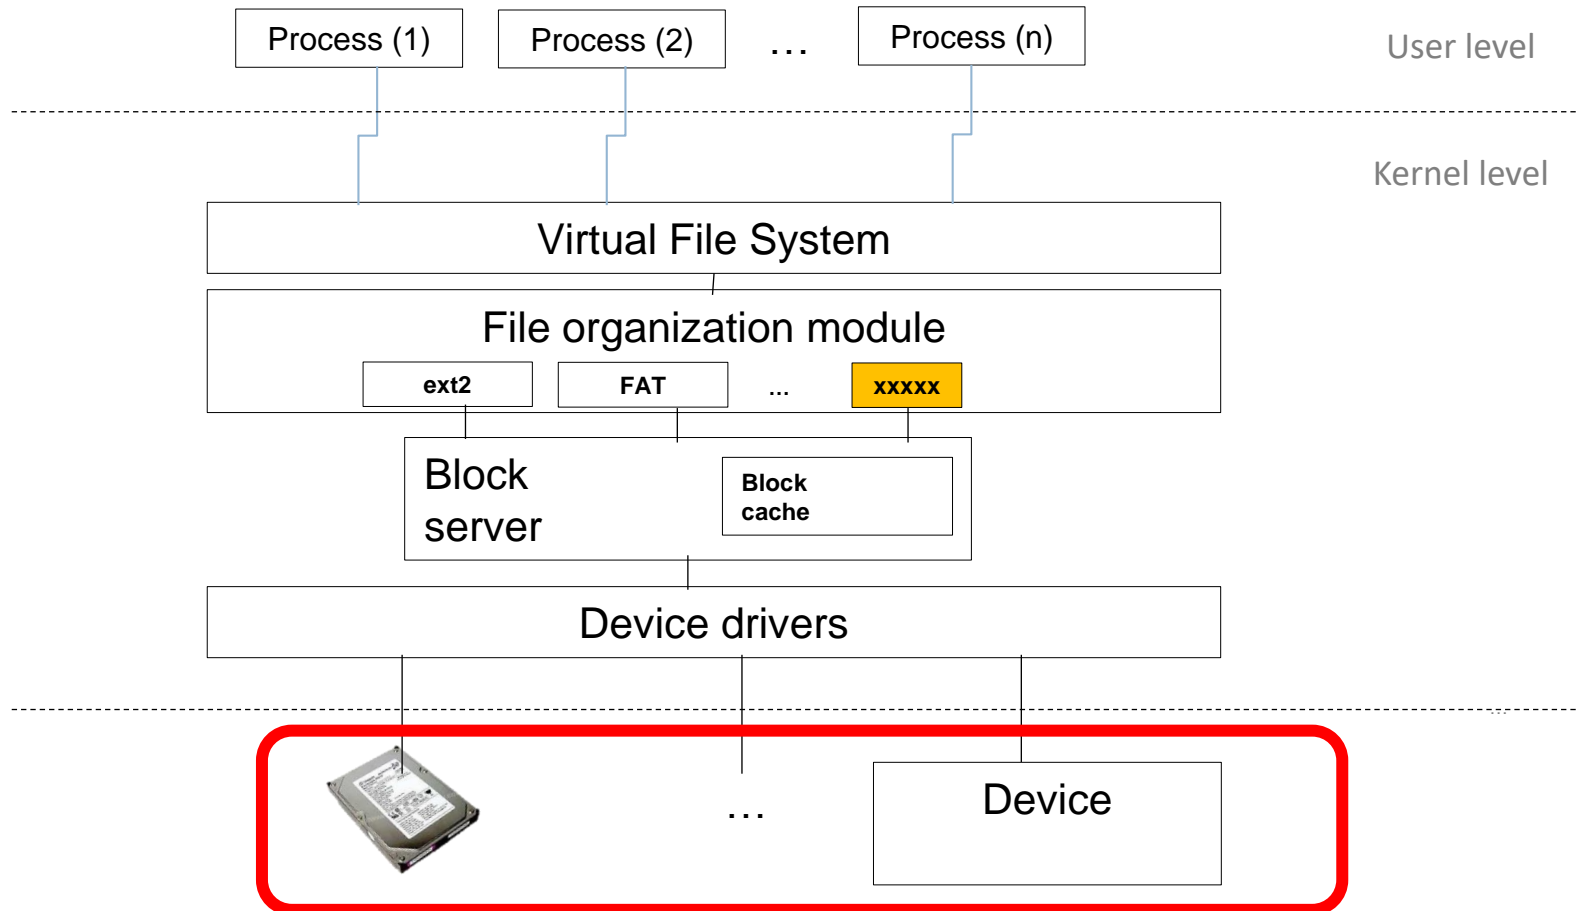 Process (1)
Process (2)
...
Process (n)
User level
Kernel level
Virtual File System
File organization module
ext2
FAT
...
xxxxx
Block
server
Block
cache
Device drivers
...
...
Device